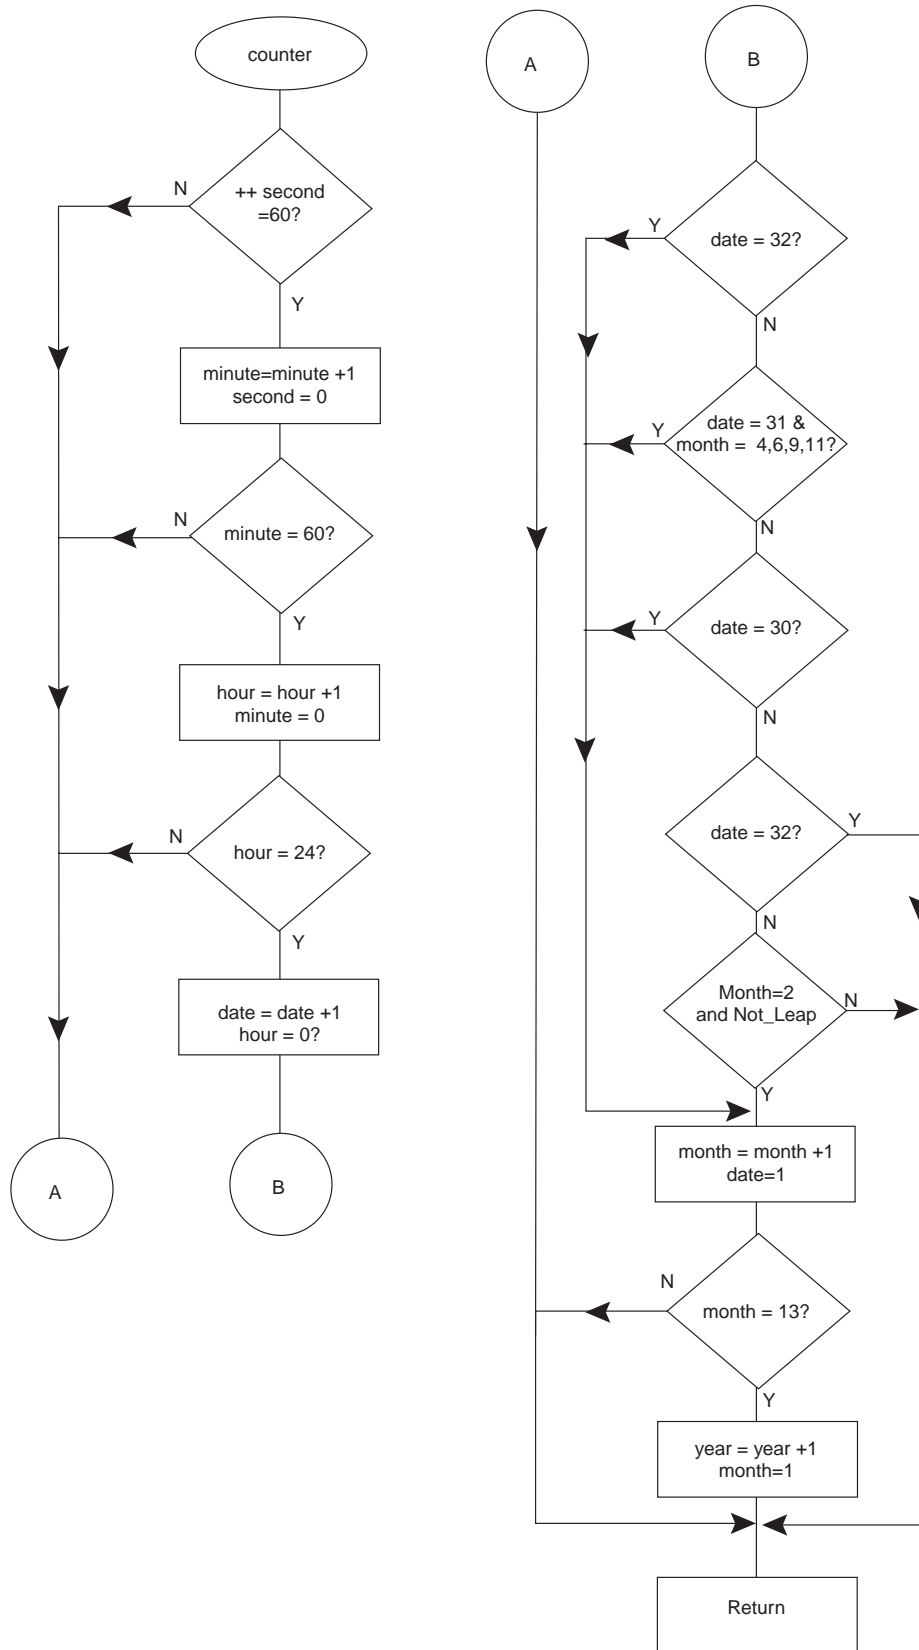 counter
N
++ second
=60?
Y
minute=minute +1
second = 0
N
minute = 60?
Y
hour = hour +1
minute = 0
N
hour = 24?
Y
date = date +1
hour = 0?
A
B
A
B
Y
date = 32?
N
Y
date = 31 &
month = 4,6,9,11?
N
Y
date = 30?
N
date = 32?
Y
N
Month=2
and Not_Leap
N
Y
month = month +1
date=1
N
month = 13?
Y
year = year +1
month=1
Return